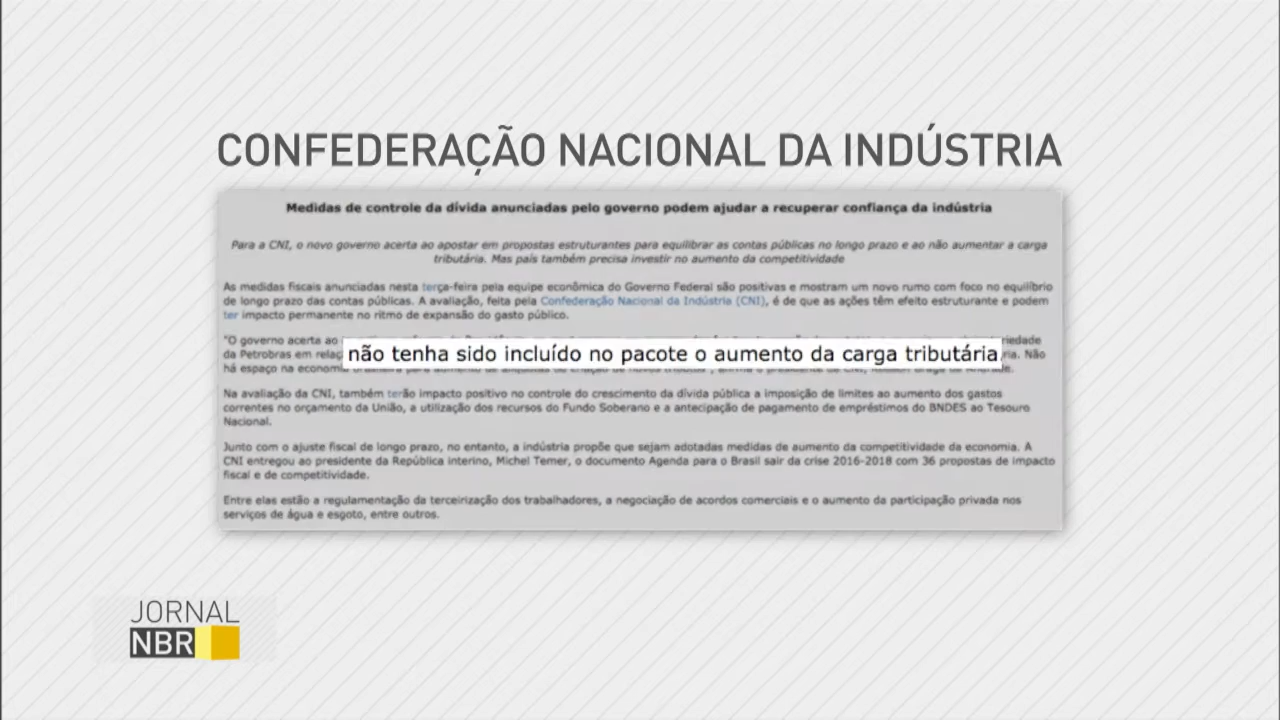 CONFEDERAÇÃO NACIONAL DA INDÚSTRIA
Medidas de controle da dívida anunciadas pelo governo podem ajudar a recuperar confiança da indústria
Para a CNI, o novo governo acerta ao apostar em propostas estruturantes para equilibrar as contas públicas no longo prazo e ao não aumentar a carga
tributária. Mas país também precisa investir no aumento da competitividade
As medidas fiscais anunciadas nesta terça-feira pela equipe econômica do Governo Federal são positivas e mostram um novo rumo com foco no equilíbrio
de longo prazo das contas públicas. A avaliação, feita pela Confederação Nacional da Indústria (CNI), é de que as ações têm efeito estruturante e podem
ter impacto permanente no ritmo de expansão do gasto público.
"O governo acerta ao
da Petrobras em não tenha sido incluído no pacote o aumento da carga tributária Não
há espaço na economia
Na avaliação da CNI, também terão impacto positivo no controle do crescimento da dívida pública a imposição de limites ao aumento dos gastos
correntes no orçamento da União, a utilização dos recursos do Fundo Soberano e a antecipação de pagamento de empréstimos do BNDES ao Tesouro
Nacional.
Junto com o ajuste fiscal de longo prazo, no entanto, a indústria propõe que sejam adotadas medidas de aumento da competitividade da economia. A
CNI entregou ao presidente da República interino, Michel Temer, o documento Agenda para o Brasil sair da crise 2016-2018 com 36 propostas de impacto
fiscal e de competitividade.
Entre elas estão a regulamentação da terceirização dos trabalhadores, a negociação de acordos comerciais e o aumento da participação privada nos
serviços de água e esgoto, entre outros.
JORNAL
NBR